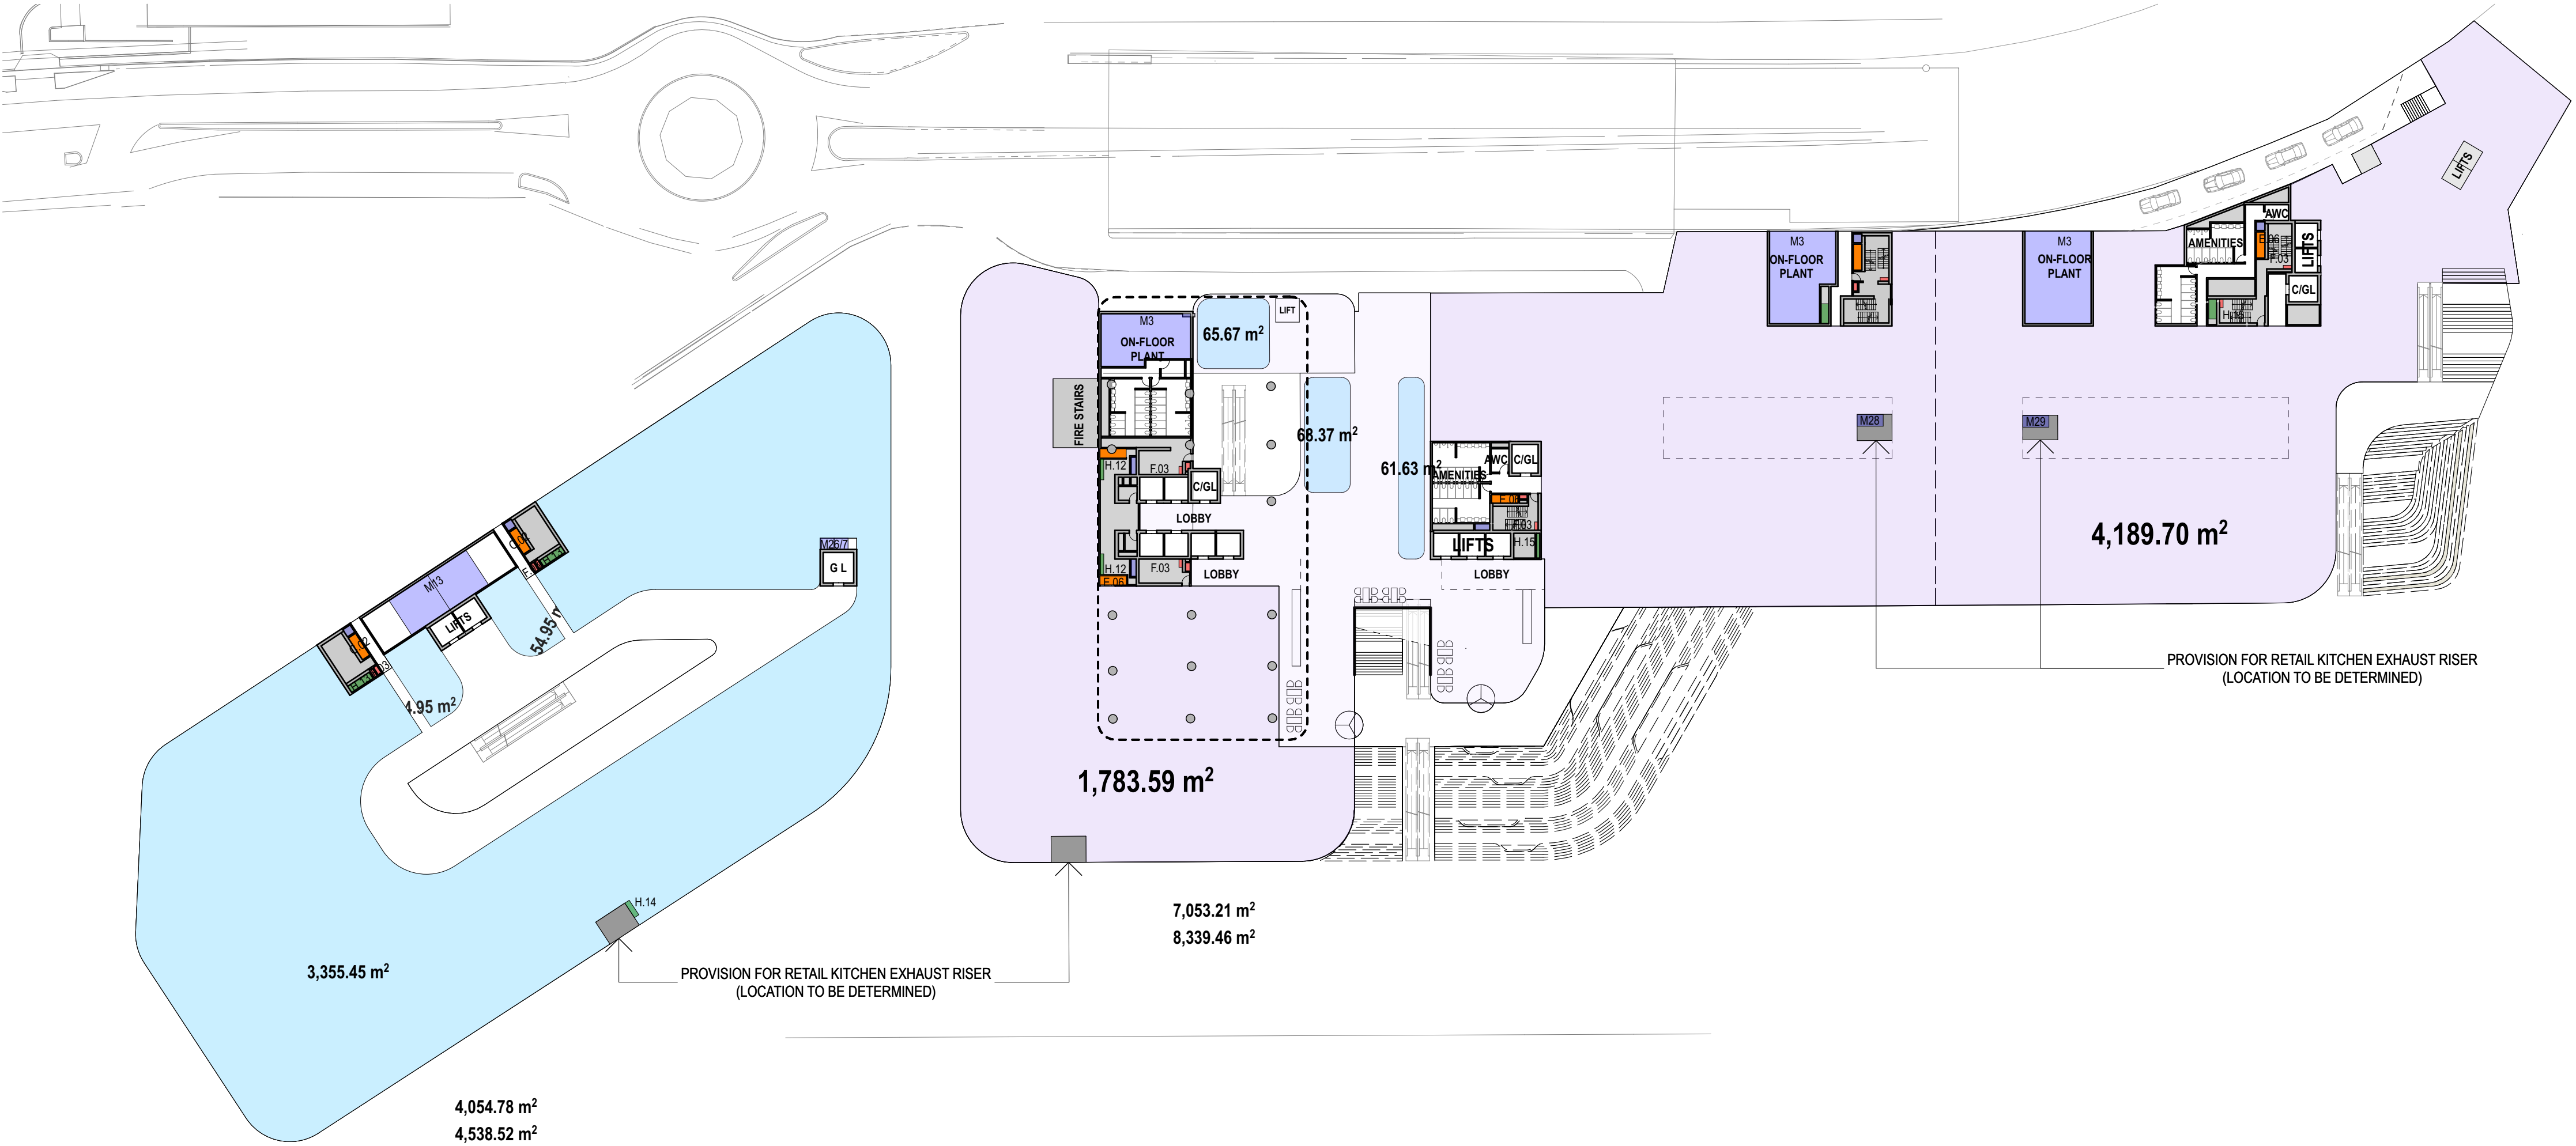 LIFTS
AWC
AMENITIES
E.06
F.03
LIFTS
C/GL
H.16
M3
ON-FLOOR
PLANT
M3
ON-FLOOR
PLANT
M3
ON-FLOOR
PLANT
65.67 m²
LIFT
FIRE STAIRS
68.37 m²
61.63 m²
M28
M29
H.12
F.03
C/GL
LOBBY
H.12
F.03
E.06
LOBBY
AWC
C/GL
AMENITIES
F.03
LIFTS
H.15
LOBBY
4,189.70 m²
M26/7
G L
M13
LIFTS
54.95 m
4.95 m²
PROVISION FOR RETAIL KITCHEN EXHAUST RISER
(LOCATION TO BE DETERMINED)
1,783.59 m²
H.14
7,053.21 m²
8,339.46 m²
3,355.45 m²
PROVISION FOR RETAIL KITCHEN EXHAUST RISER
(LOCATION TO BE DETERMINED)
4,054.78 m²
4,538.52 m²